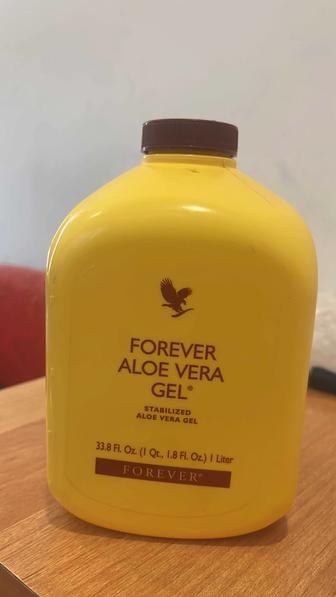 FOREVER
ALOE VERA
GEL®
STABILIZED
ALOE VERA GEL
33.8 Fl. Oz. (1 Qt., 1.8 Fl. Oz.) 1 Liter
FOREVER®